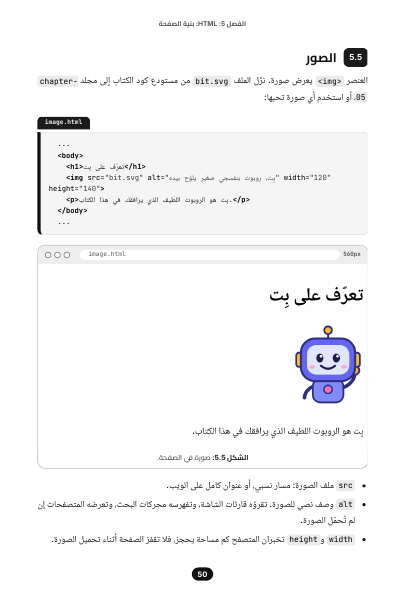 الفصل 5: HTML: بنية الصفحة
5.5 الصور
العنصر <img> يعرض صورة. نزّل الملف bit.svg من مستودع كود الكتاب إلى مجلد chapter-
05، أو استخدم أي صورة تحبها:
image.html
...
<body>
<h1>تعرّف على بِت</h1>
<img src="bit.svg" alt="بِت، روبوت بنفسجي صغير يلوّح بيده" width="120"
height="140">
<p>بِت هو الروبوت اللطيف الذي يرافقك في هذا الكتاب.</p>
</body>
...
image.html 560px
تعرّف على بِت
بِت هو الروبوت اللطيف الذي يرافقك في هذا الكتاب.
الشكل 5.5: صورة في الصفحة.
• src ملف الصورة: مسار نسبي، أو عنوان كامل على الويب.
• alt وصف نصي للصورة. تقرؤه قارئات الشاشة، وتفهرسه محركات البحث، وتعرضه المتصفحات إن
لم تُحمّل الصورة.
• width و height تخبران المتصفح كم مساحة يحجز، فلا تقفز الصفحة أثناء تحميل الصورة.
50